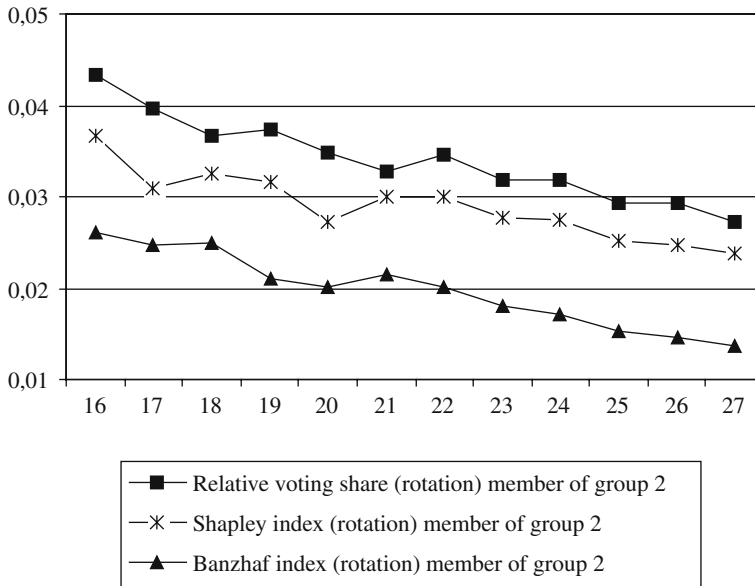 0,05
0,04
0,03
0,02
0,01
16 17 18 19 20 21 22 23 24 25 26 27
Relative voting share (rotation) member of group 2
Shapley index (rotation) member of group 2
Banzhaf index (rotation) member of group 2